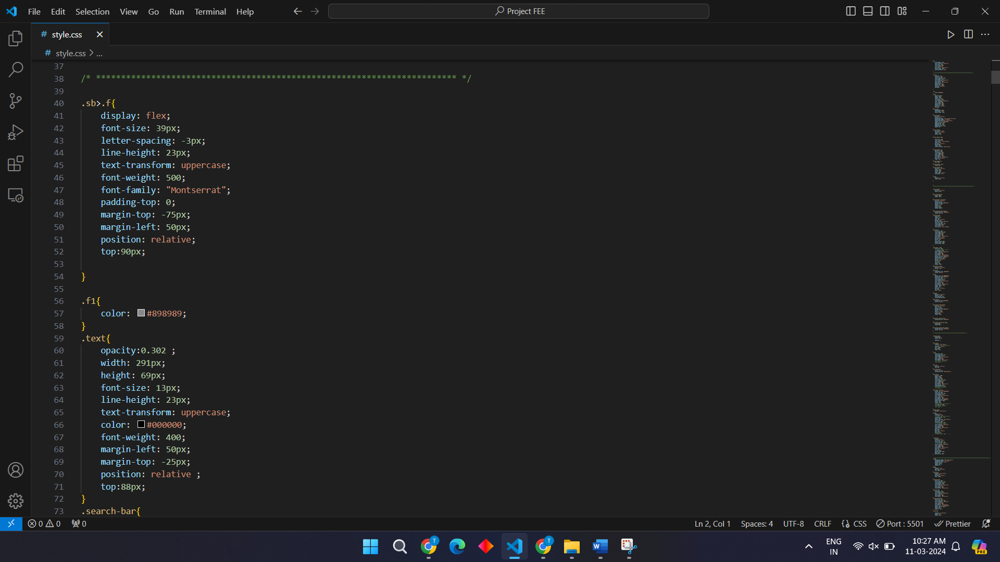 File Edit Selection View Go Run Terminal Help
Project FEE
# style.css
# style.css > ...
37
38 /* ************************************************************************ */
39
40 .sb>.f{
41 display: flex;
42 font-size: 39px;
43 letter-spacing: -3px;
44 line-height: 23px;
45 text-transform: uppercase;
46 font-weight: 500;
47 font-family: "Montserrat";
48 padding-top: 0;
49 margin-top: -75px;
50 margin-left: 50px;
51 position: relative;
52 top:90px;
53
54 }
55
56 .f1{
57 color: #898989;
58 }
59 .text{
60 opacity:0.302 ;
61 width: 291px;
62 height: 69px;
63 font-size: 13px;
64 line-height: 23px;
65 text-transform: uppercase;
66 color: #000000;
67 font-weight: 400;
68 margin-left: 50px;
69 margin-top: -25px;
70 position: relative ;
71 top:88px;
72 }
73 .search-bar{
0 0 0 Ln 2, Col 1 Spaces: 4 UTF-8 CRLF CSS Port : 5501 Prettier
T T W ENG 10:27 AM
IN 11-03-2024 PRE